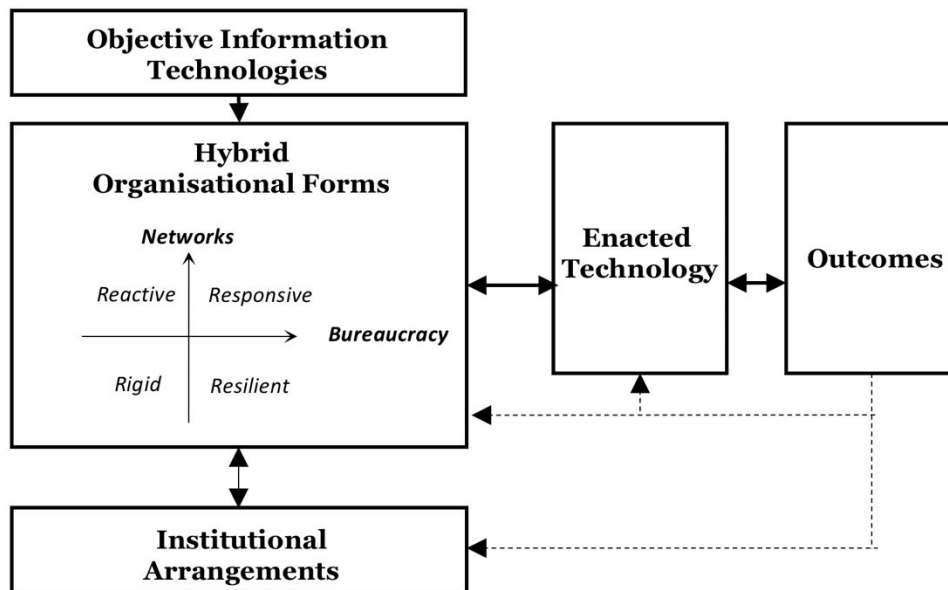 Objective Information
Technologies
Hybrid
Organisational Forms
Networks
Reactive
Responsive
Bureaucracy
Rigid
Resilient
Enacted
Technology
Outcomes
Institutional
Arrangements